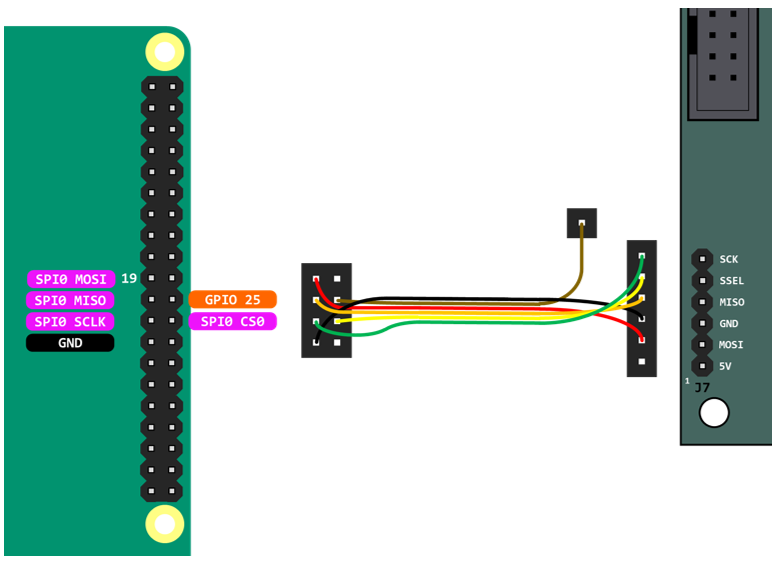 SPI0 MOSI 19
SPI0 MISO GPIO 25
SPI0 SCLK SPI0 CS0
GND
SCK
SSEL
MISO
GND
MOSI
5V
1 J7